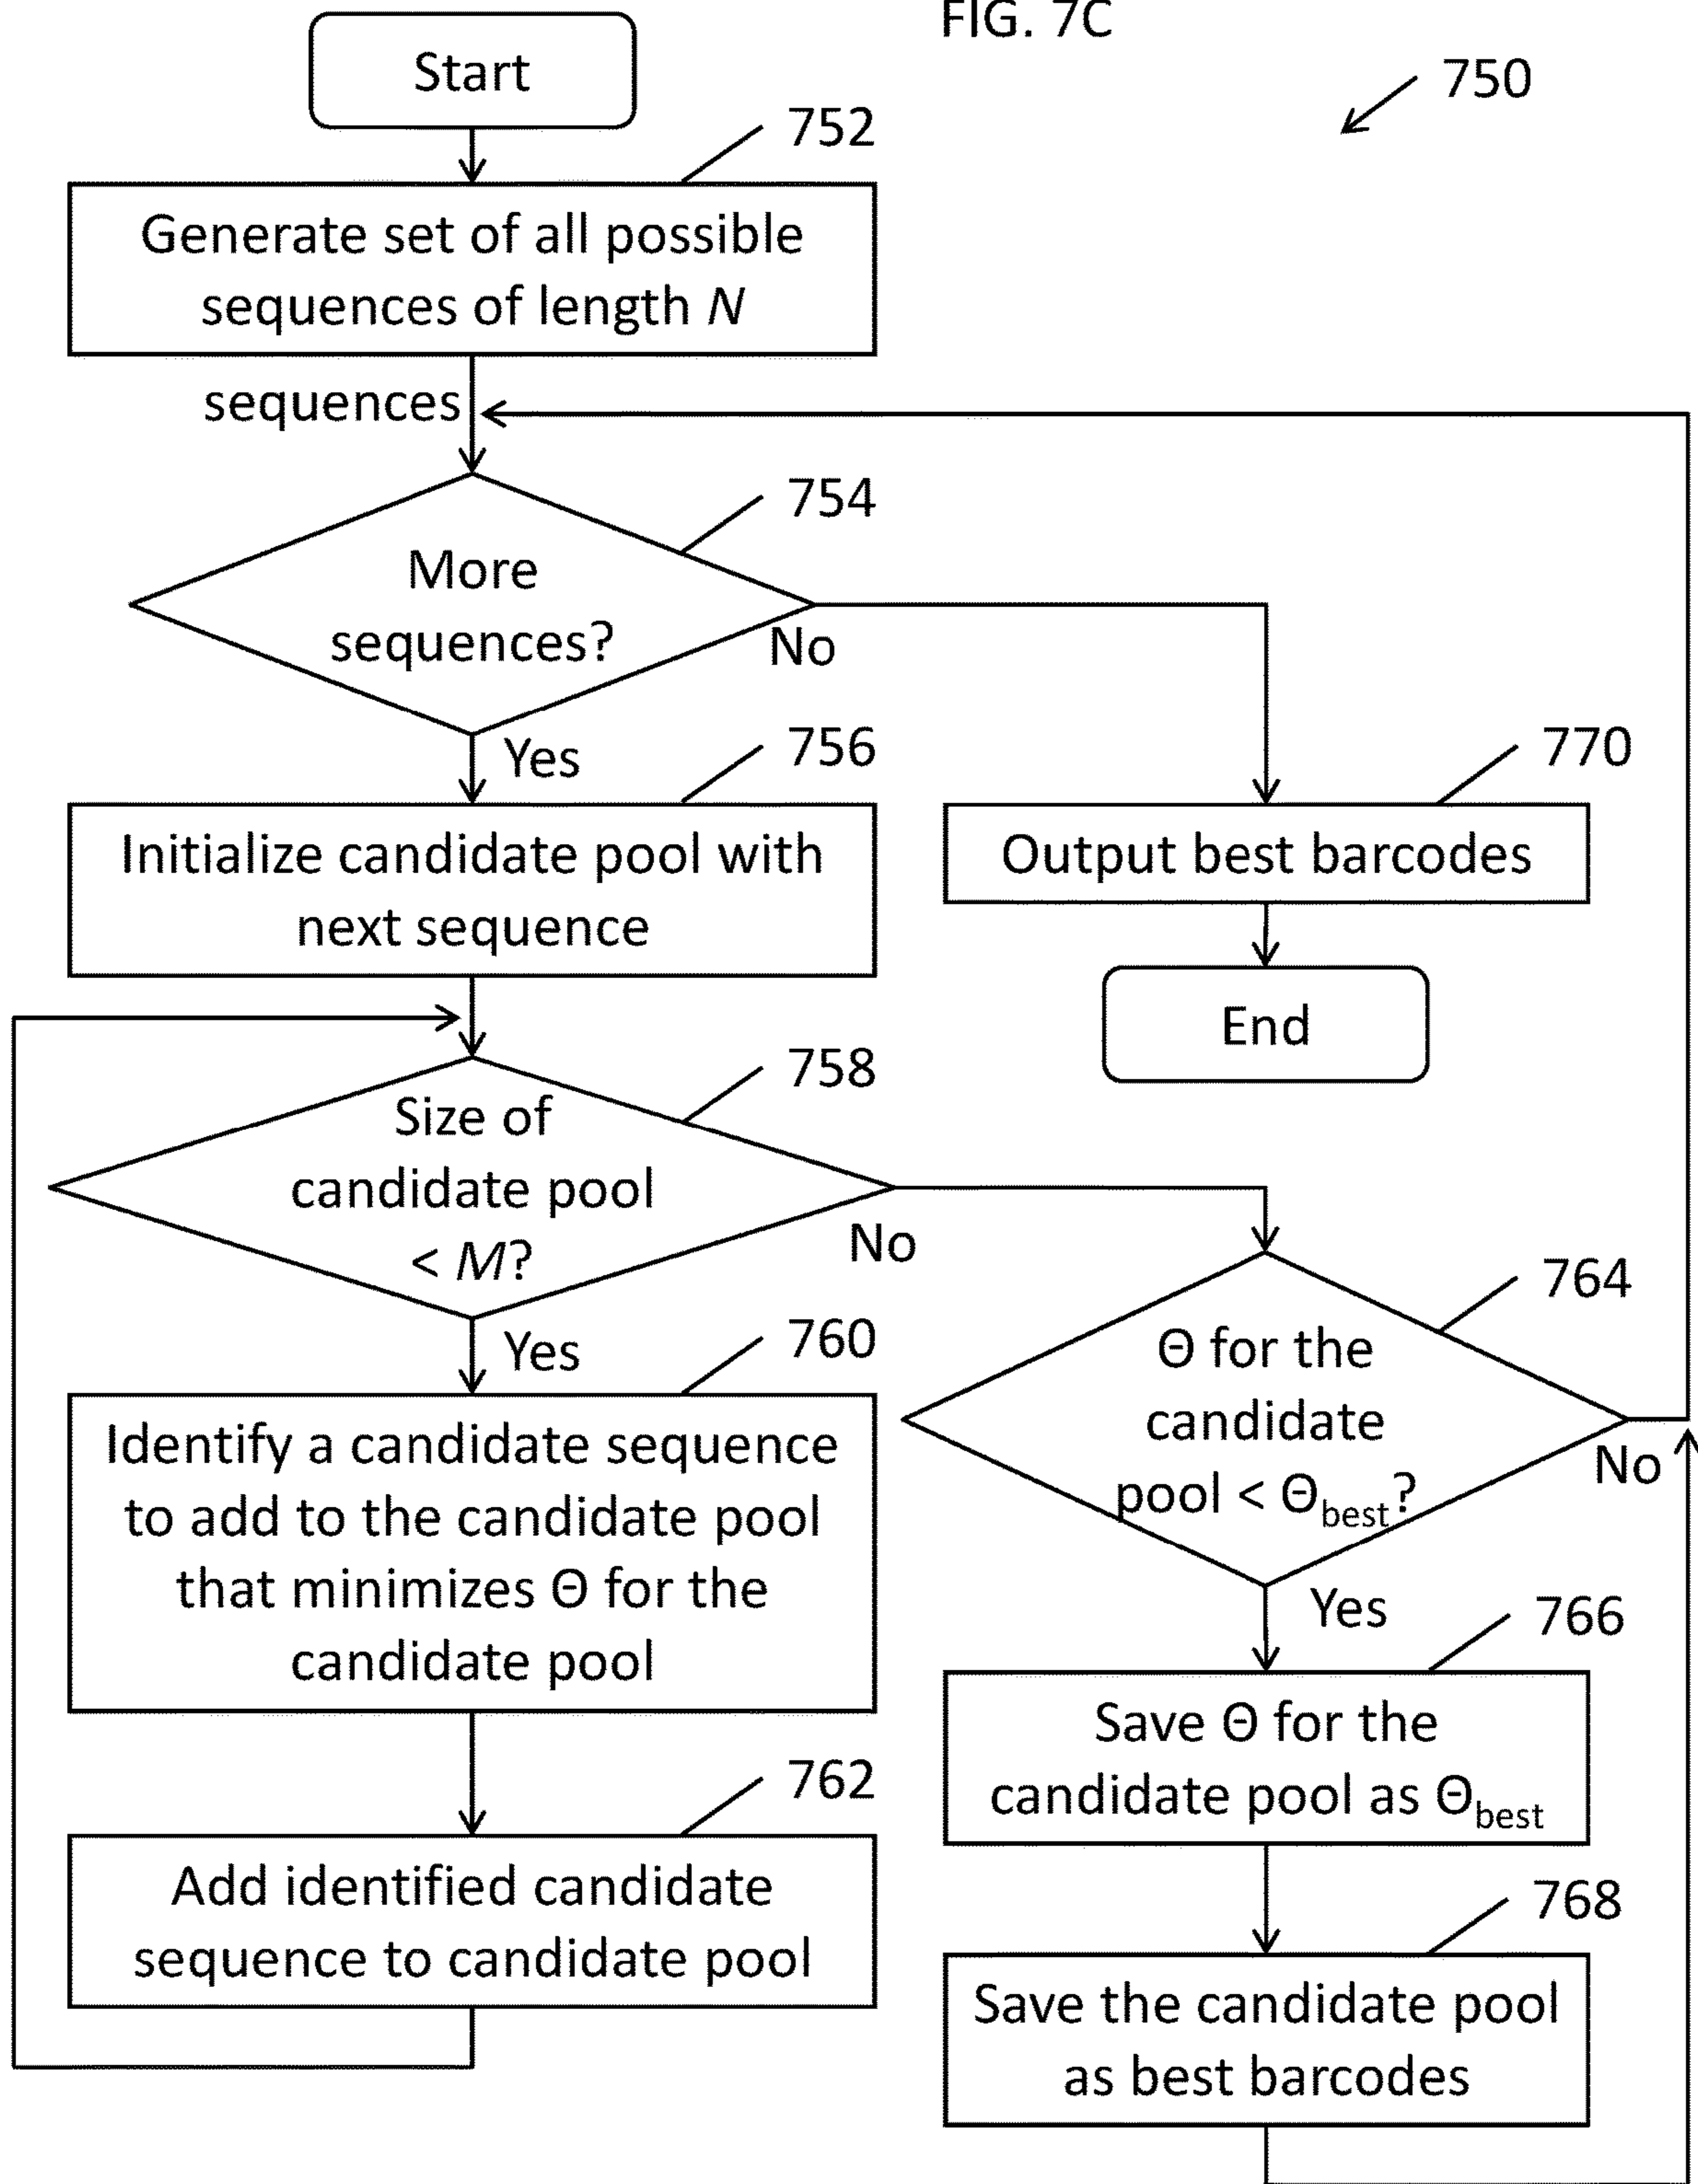 FIG. 7C
750
Start
752
Generate set of all possible
sequences of length N
sequences
754
More
sequences?
No
Yes
756
Initialize candidate pool with
next sequence
770
Output best barcodes
End
758
Size of
candidate pool
< M?
No
Yes
760
Identify a candidate sequence
to add to the candidate pool
that minimizes Θ for the
candidate pool
762
Add identified candidate
sequence to candidate pool
764
Θ for the
candidate
pool < Θbest?
No
Yes
766
Save Θ for the
candidate pool as Θbest
768
Save the candidate pool
as best barcodes